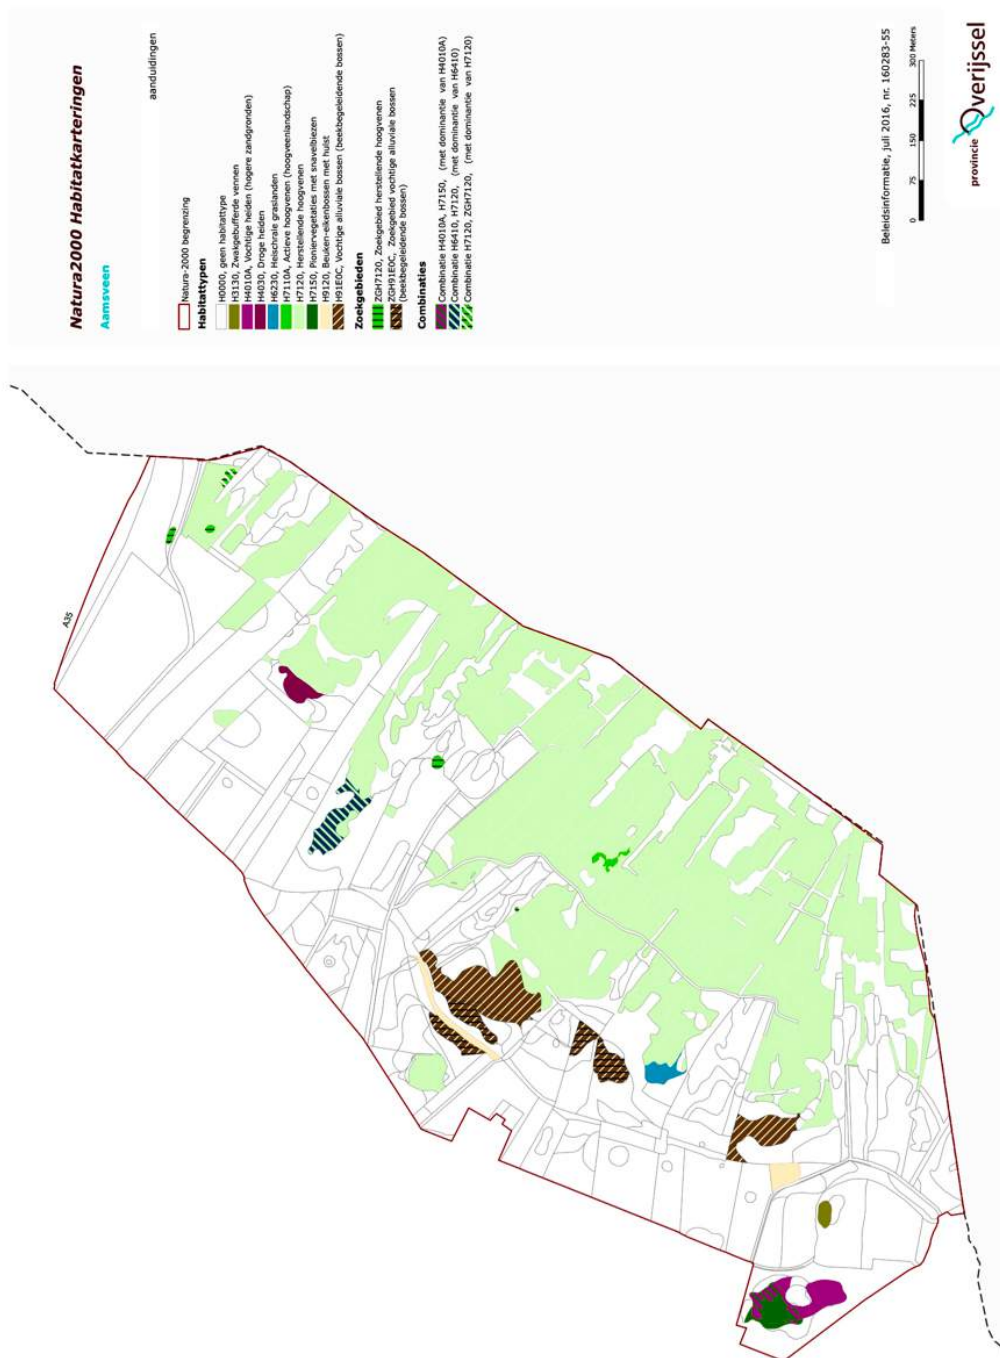 Natura2000 Habitatkarteringen
Aamsveen
aanduidingen
Natura-2000 begrenzing
Habitattypen
H0000, geen habitattype
H3130, Zwakgebufferde vennen
H4010A, Vochtige heiden (hogere zandgronden)
H4030, Droge heiden
H6230, Heischrale graslanden
H7110A, Actieve hoogvenen (hoogveenlandschap)
H7120, Herstellende hoogvenen
H7150, Pioniervegetaties met snavelbiezen
H9120, Beuken-eikenbossen met hulst
H91E0C, Vochtige alluviale bossen (beekbegeleidende bossen)
Zoekgebieden
ZGH7120, Zoekgebied herstellende hoogvenen
ZGH91E0C, Zoekgebied vochtige alluviale bossen
(beekbegeleidende bossen)
Combinaties
Combinatie H4010A, H7150, (met dominantie van H4010A)
Combinatie H6410, H7120, (met dominantie van H6410)
Combinatie H7120, ZGH7120, (met dominantie van H7120)
Beleidsinformatie, juli 2016, nr. 160283-55
0 75 150 225 300 Meters
provincie Overijssel
A35